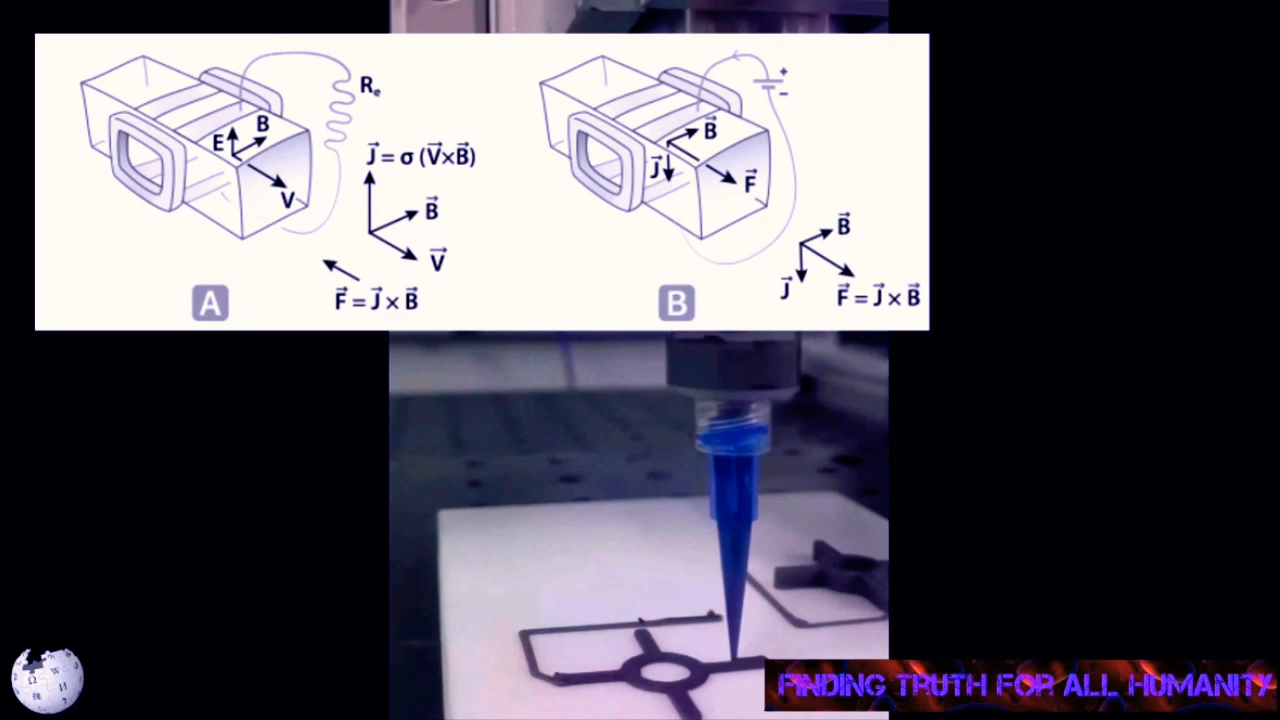 Rₑ
E
B
V
J⃗ = σ (V⃗×B⃗)
B⃗
V⃗
F⃗ = J⃗ × B⃗
A
+
−
B⃗
J⃗
F⃗
B⃗
J⃗
F⃗ = J⃗ × B⃗
B
Ω
W
И
FINDING TRUTH FOR ALL HUMANITY